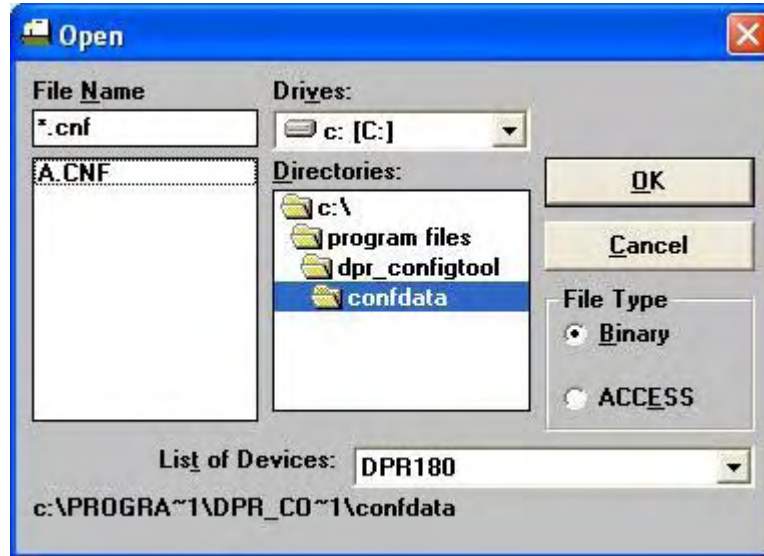 Open
File Name
*.cnf
A.CNF
Drives:
c: [C:]
Directories:
c:\
program files
dpr_configtool
confdata
OK
Cancel
File Type
Binary
ACCESS
List of Devices:
DPR180
c:\PROGRA~1\DPR_CO~1\confdata